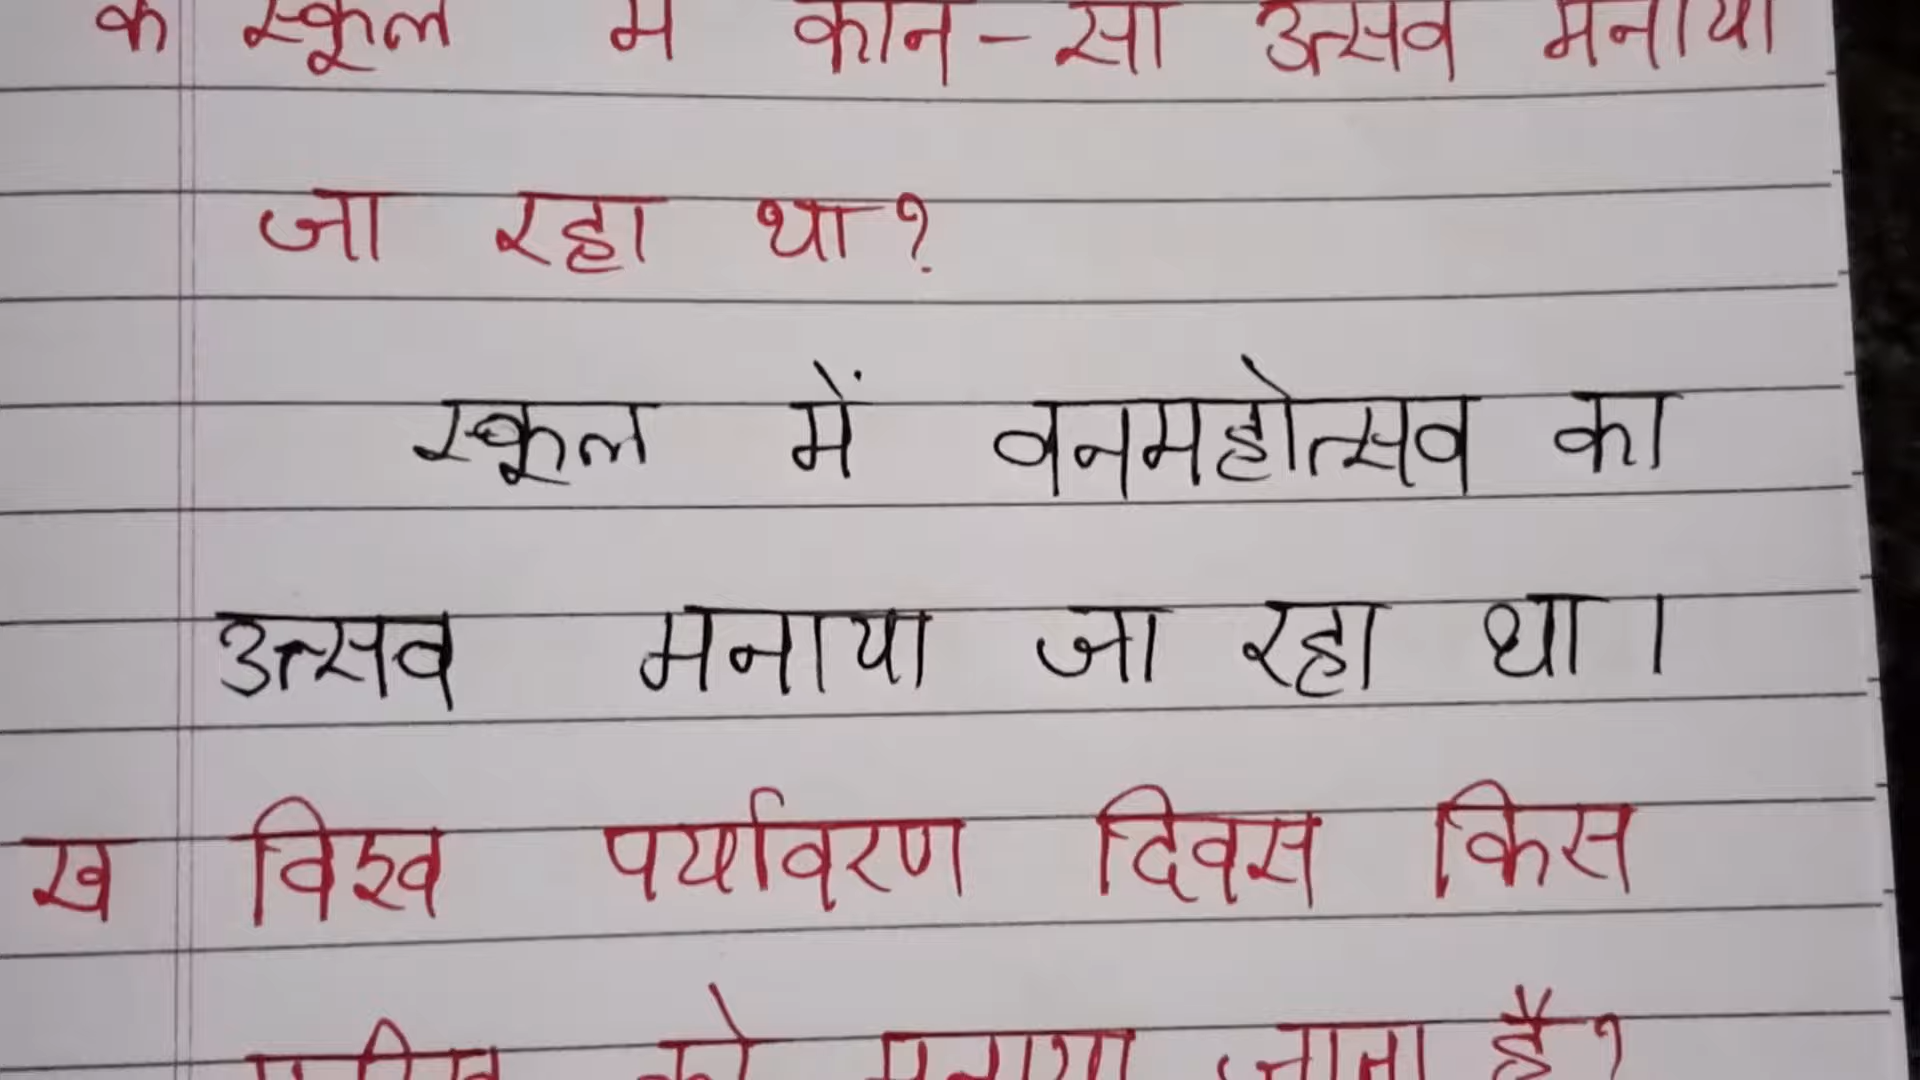 क स्कूल में कौन-सा उत्सव मनाया
जा रहा था?
स्कूल में वनमहोत्सव का
उत्सव मनाया जा रहा था।
ख विश्व पर्यावरण दिवस किस
को मनाया जाता है?